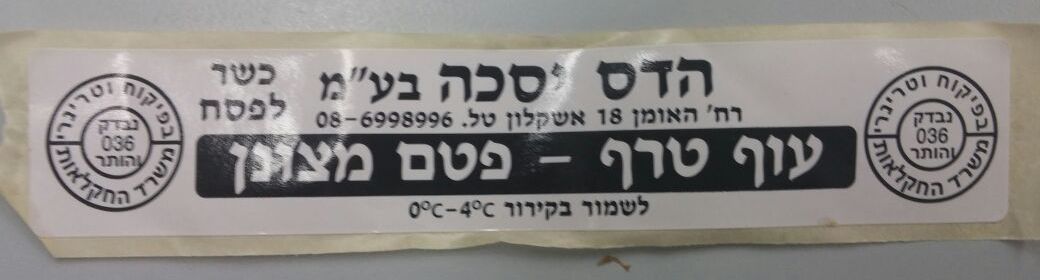 הדס יסכה בע"מ
כשר לפסח
רח' האומן 18 אשקלון טל. 08-6998996
עוף טרף - פטם מצונן
לשמור בקירור 0°C-4°C
בפיקוח וטרינרי
נבדק
036
והותר
משרד החקלאות
בפיקוח וטרינרי
נבדק
036
והותר
משרד החקלאות